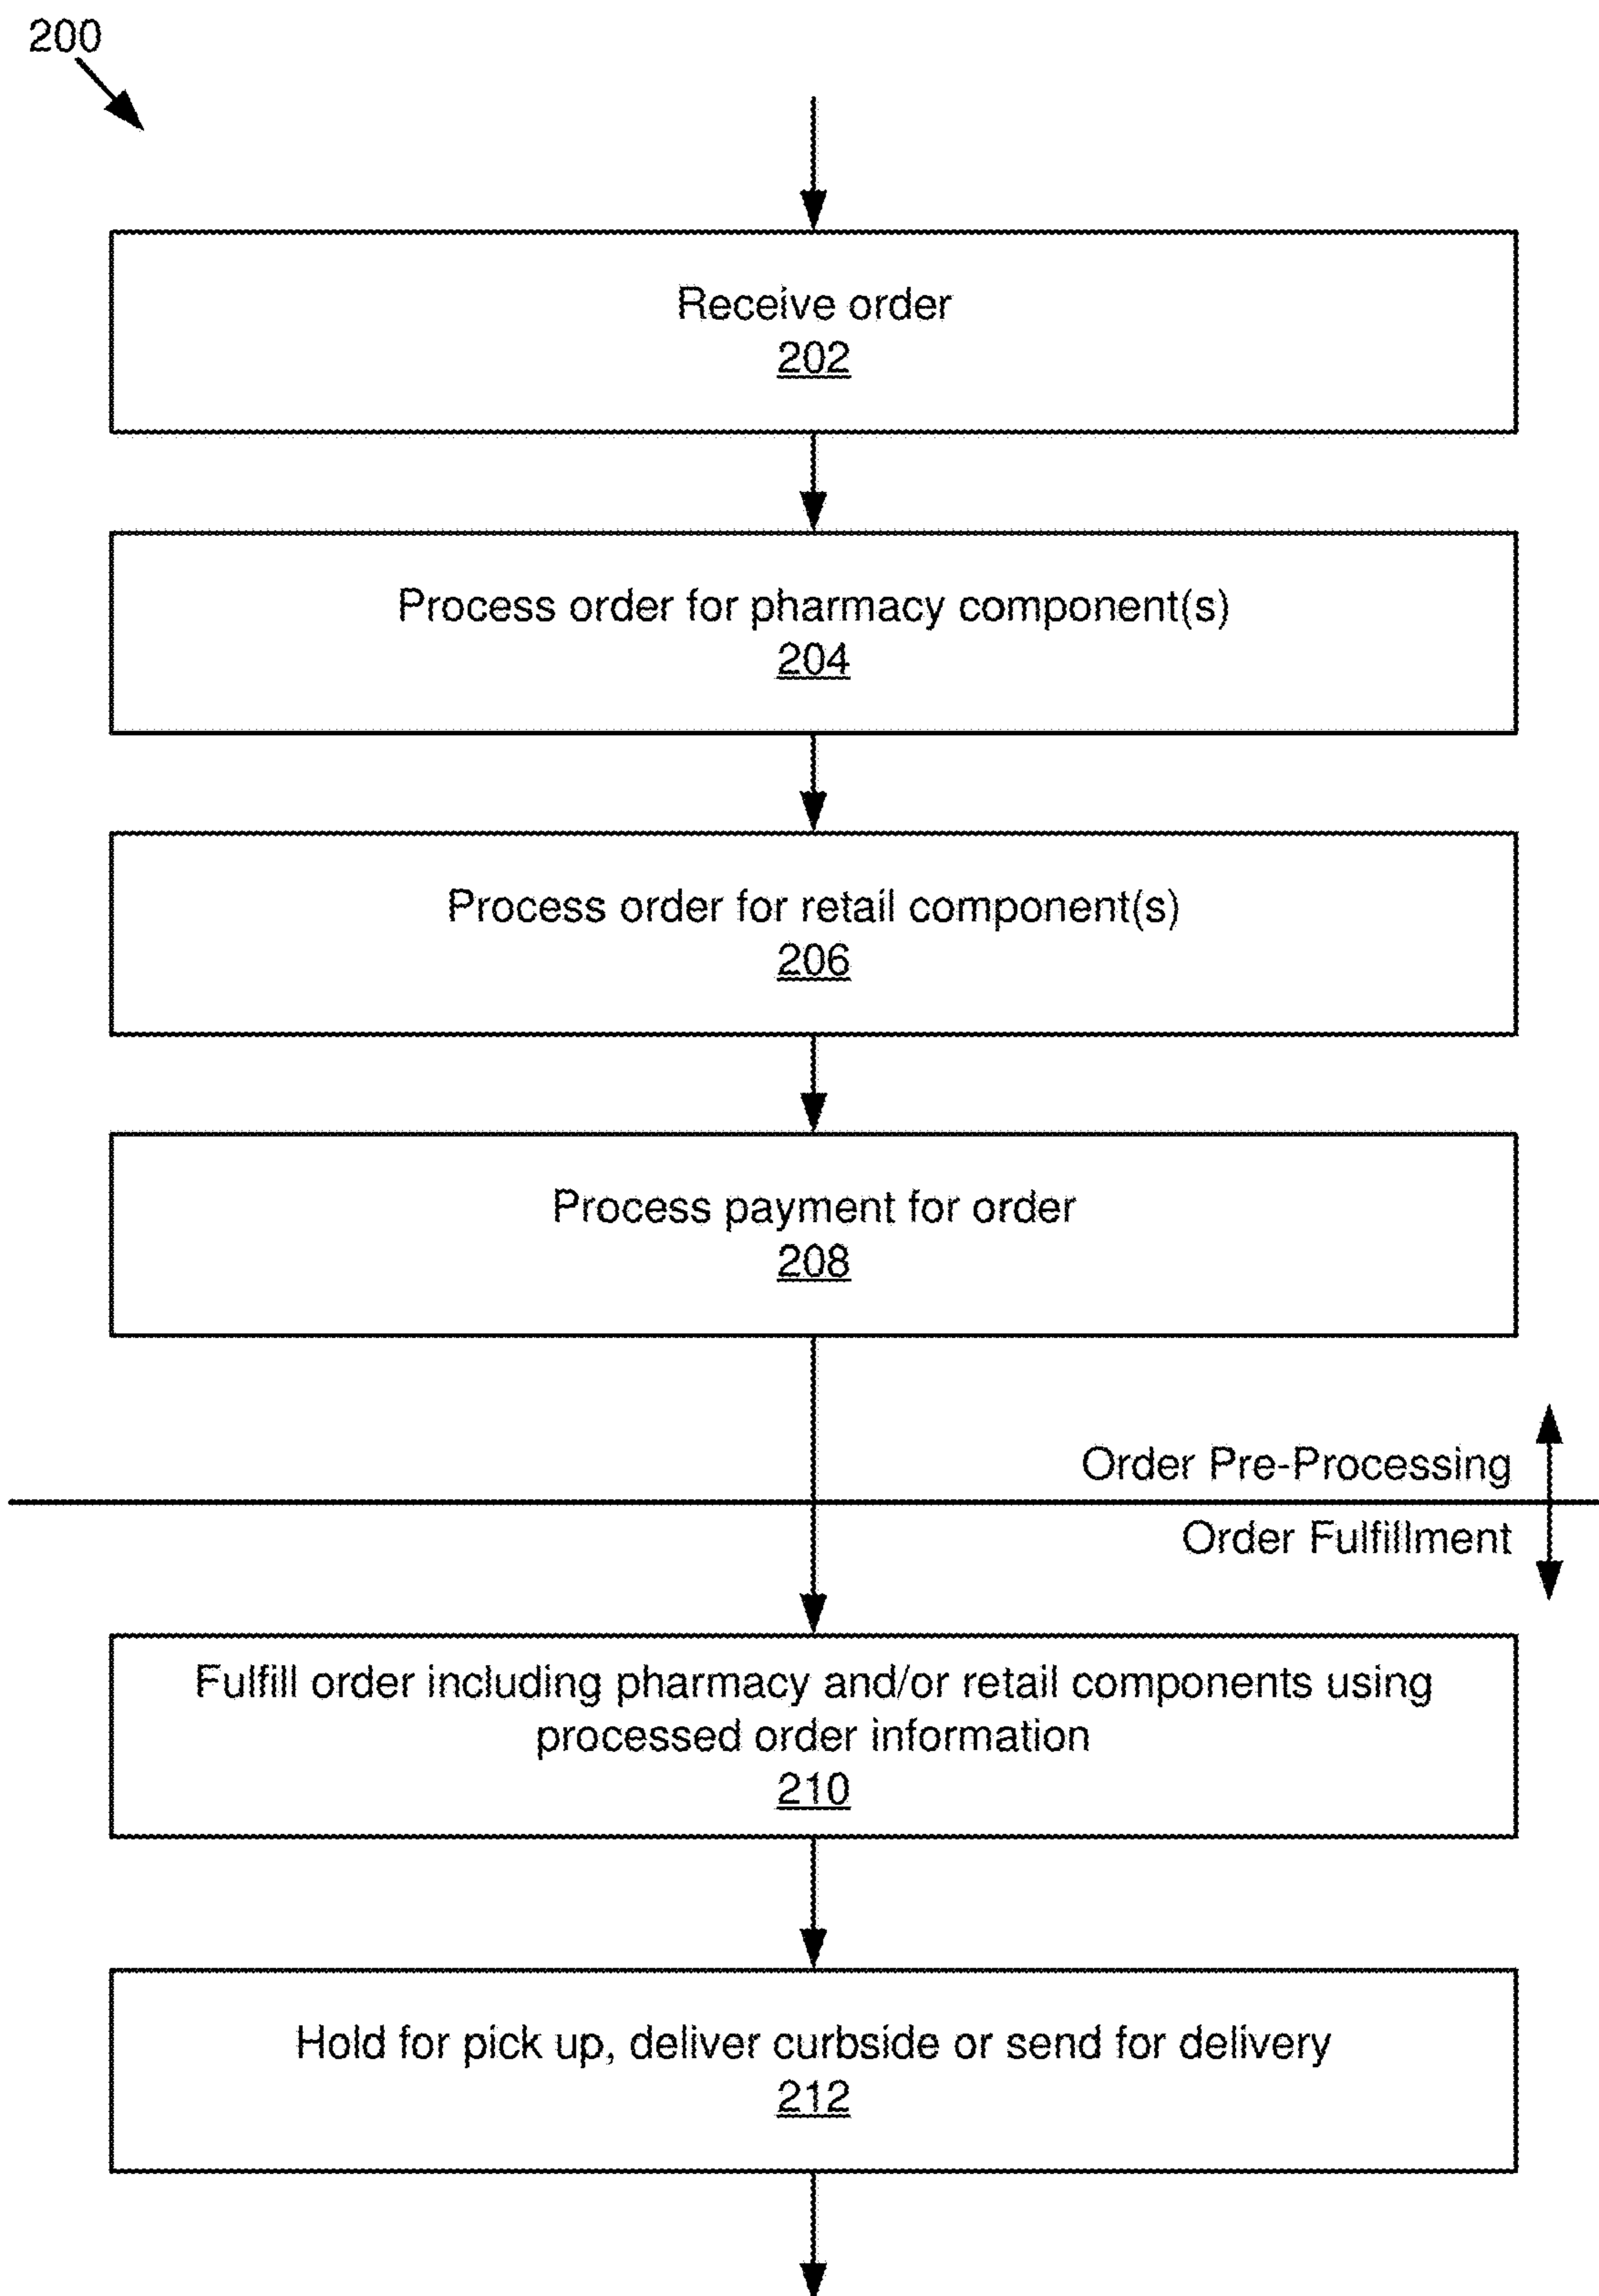 200
Receive order
202
Process order for pharmacy component(s)
204
Process order for retail component(s)
206
Process payment for order
208
Order Pre-Processing
Order Fulfillment
Fulfill order including pharmacy and/or retail components using
processed order information
210
Hold for pick up, deliver curbside or send for delivery
212